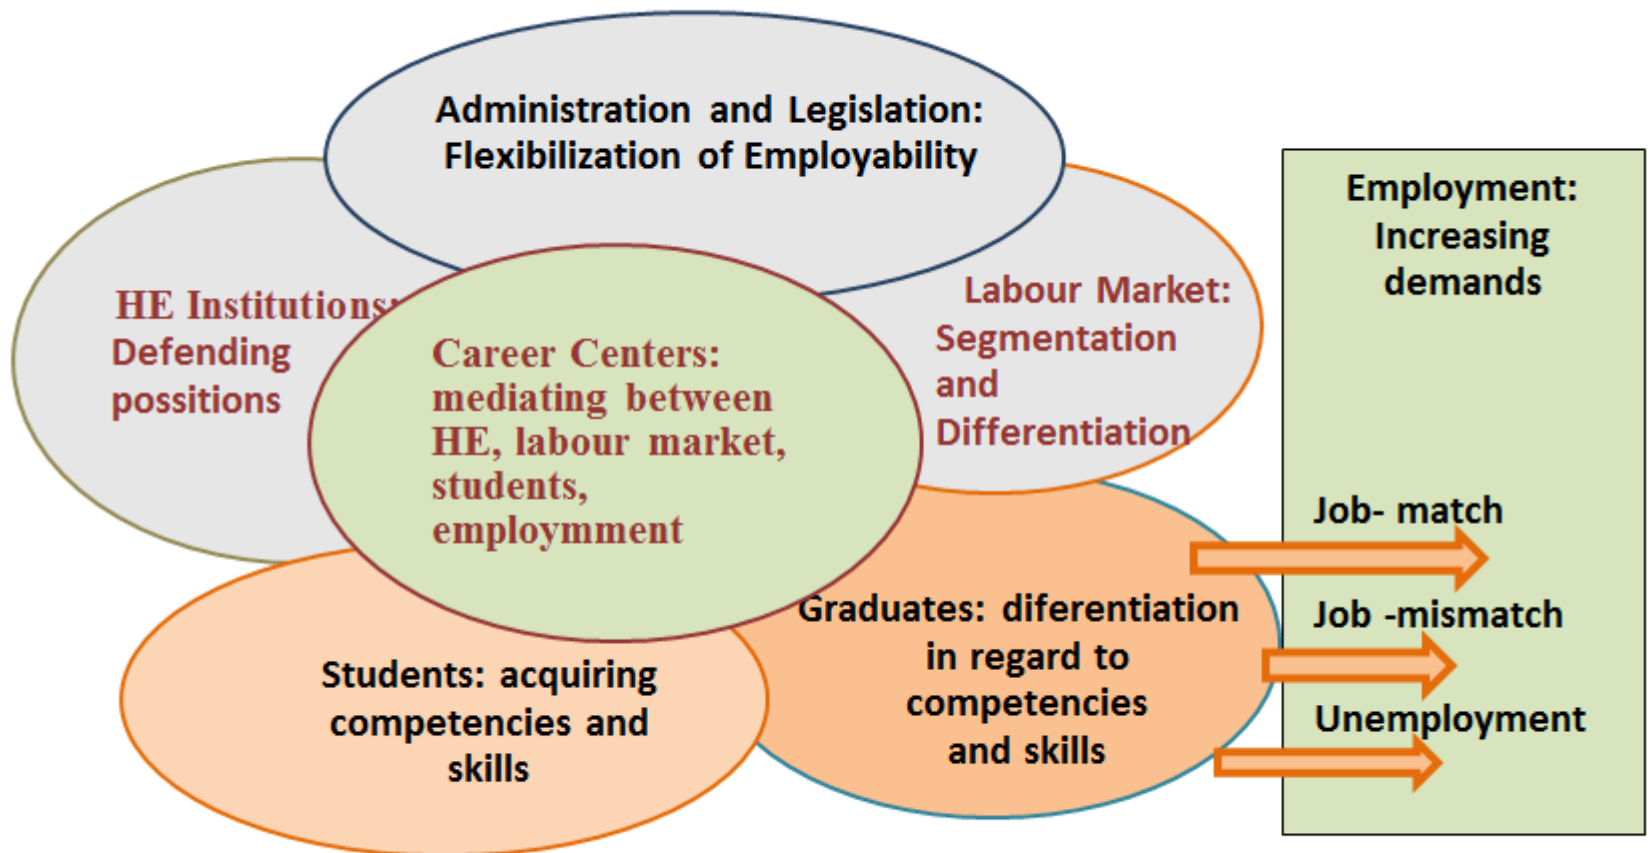 Administration and Legislation:
Flexibilization of Employability
HE Institutions:
Defending
possitions
Career Centers:
mediating between
HE, labour market,
students,
employmment
Labour Market:
Segmentation
and
Differentiation
Students: acquiring
competencies and
skills
Graduates: diferentiation
in regard to
competencies
and skills
Employment:
Increasing
demands
Job- match
Job -mismatch
Unemployment